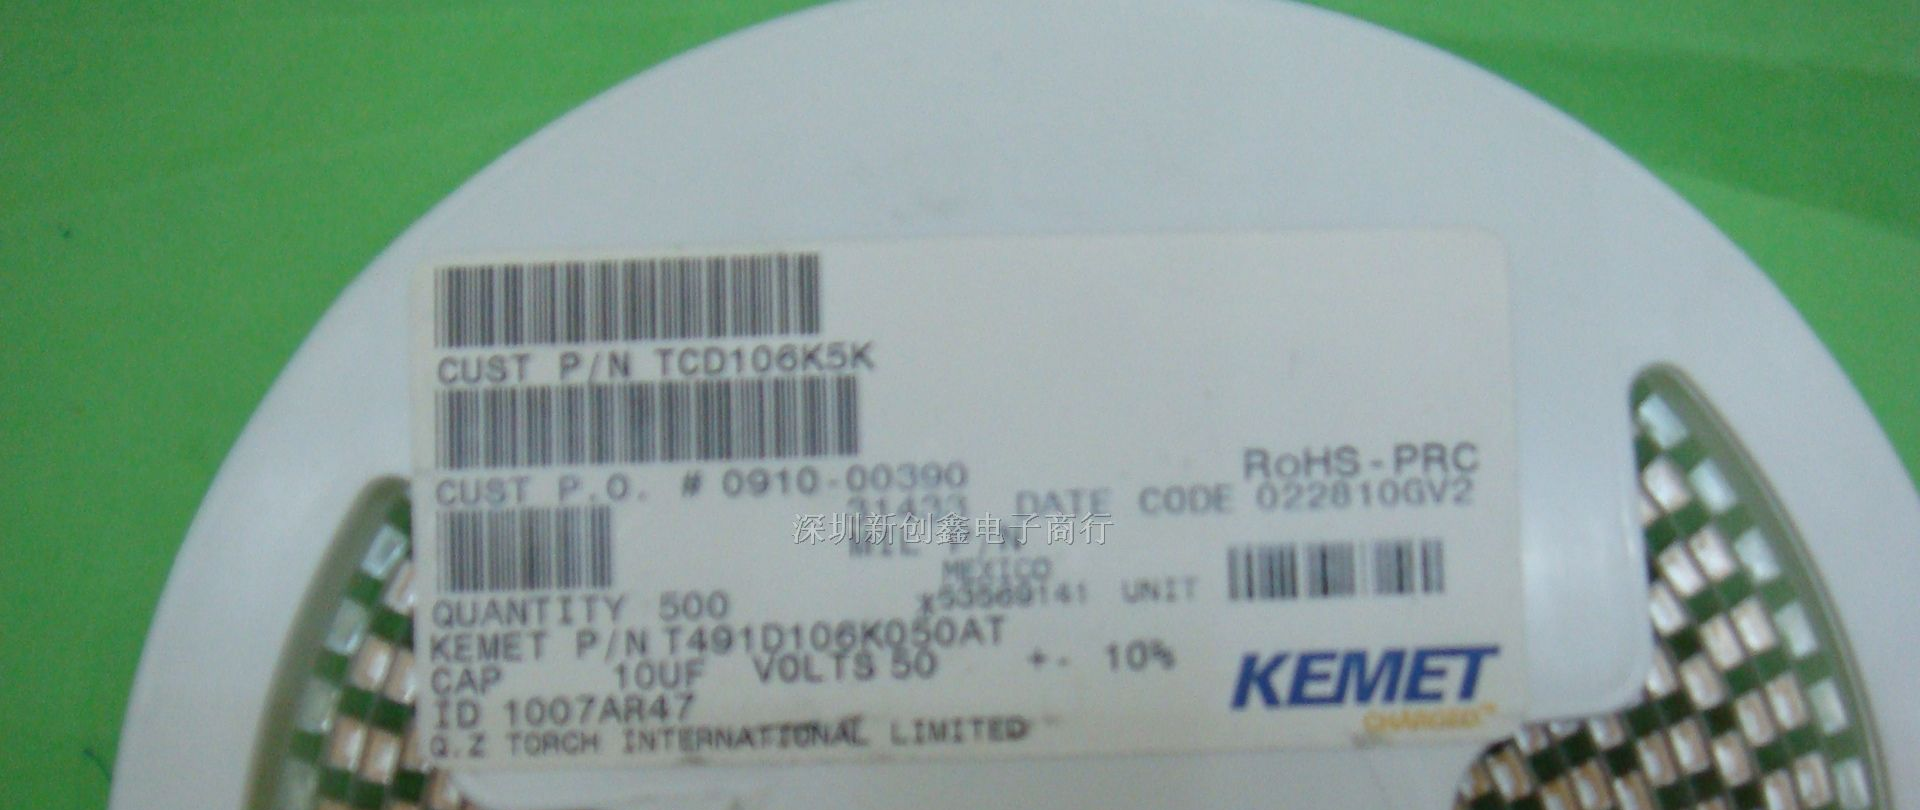 CUST P/N TCD106K5K
CUST P.O. # 0910-00390
RoHS-PRC
31433 DATE CODE 022810GV2
深圳新创鑫电子商行
MIL P/N
MEXICO
QUANTITY 500
x53569141 UNIT
KEMET P/N T491D106K050AT
CAP 10UF VOLTS 50 +- 10%
ID 1007AR47
Q.Z TORCH INTERNATIONAL LIMITED
KEMET
CHARGED